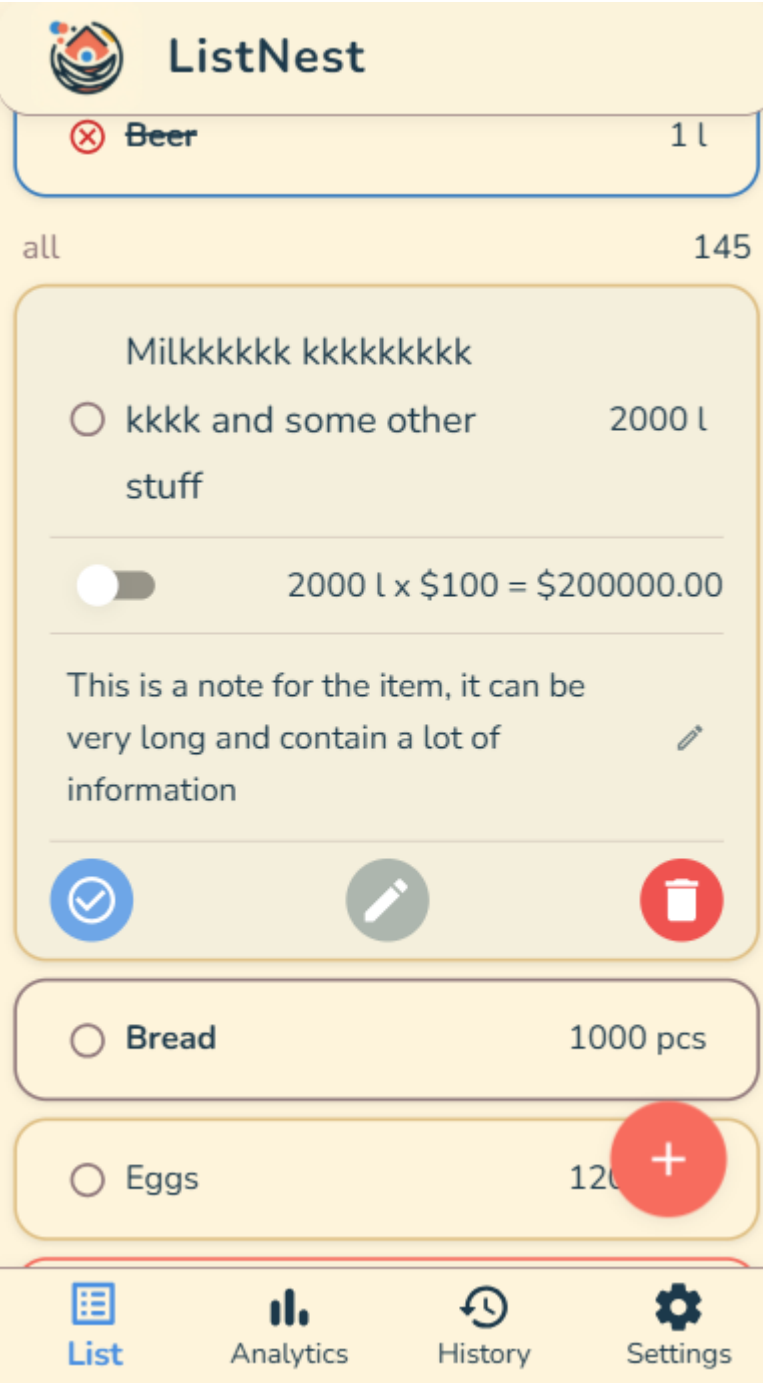 ListNest
Beer 1 l
all 145
Milkkkkkk kkkkkkkkk
kkkk and some other 2000 l
stuff
2000 l x $100 = $200000.00
This is a note for the item, it can be
very long and contain a lot of
information
Bread 1000 pcs
Eggs
List Analytics History Settings